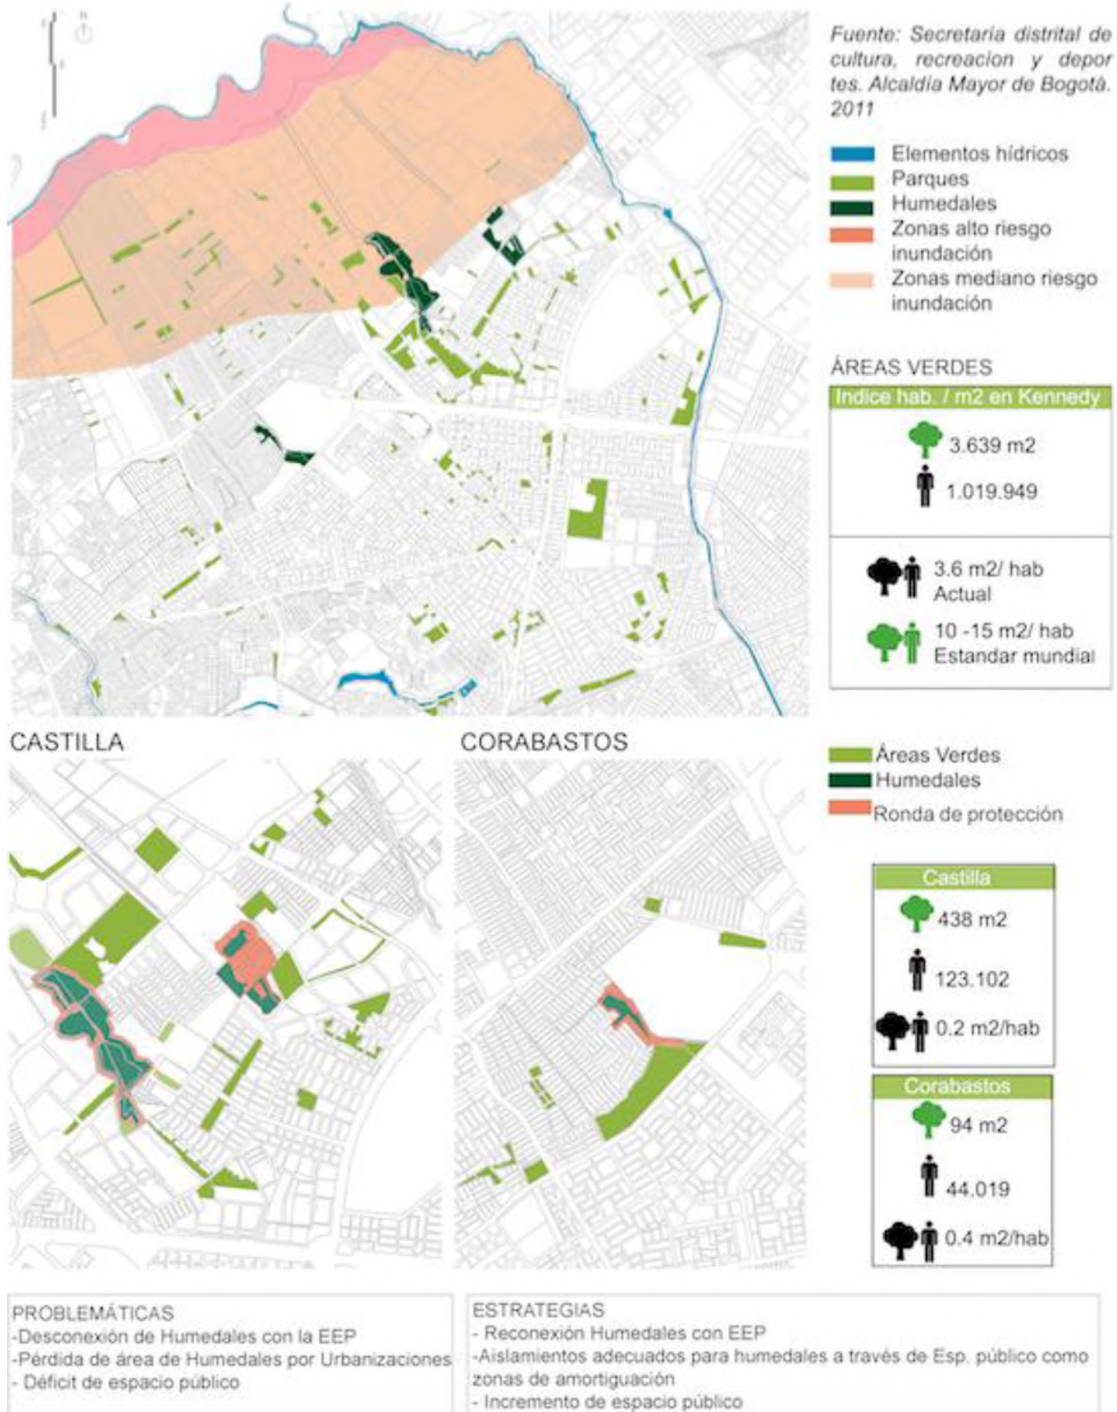 Fuente: Secretaria distrital de
cultura, recreacion y depor
tes. Alcaldía Mayor de Bogotá.
2011
Elementos hídricos
Parques
Humedales
Zonas alto riesgo
inundación
Zonas mediano riesgo
inundación
ÁREAS VERDES
Indice hab. / m2 en Kennedy
3.639 m2
1.019.949
3.6 m2/ hab
Actual
10 -15 m2/ hab
Estandar mundial
CASTILLA
CORABASTOS
Áreas Verdes
Humedales
Ronda de protección
Castilla
438 m2
123.102
0.2 m2/hab
Corabastos
94 m2
44.019
0.4 m2/hab
PROBLEMÁTICAS
-Desconexión de Humedales con la EEP
-Pérdida de área de Humedales por Urbanizaciones
- Déficit de espacio público
ESTRATEGIAS
- Reconexión Humedales con EEP
-Aislamientos adecuados para humedales a través de Esp. público como
zonas de amortiguación
- Incremento de espacio público